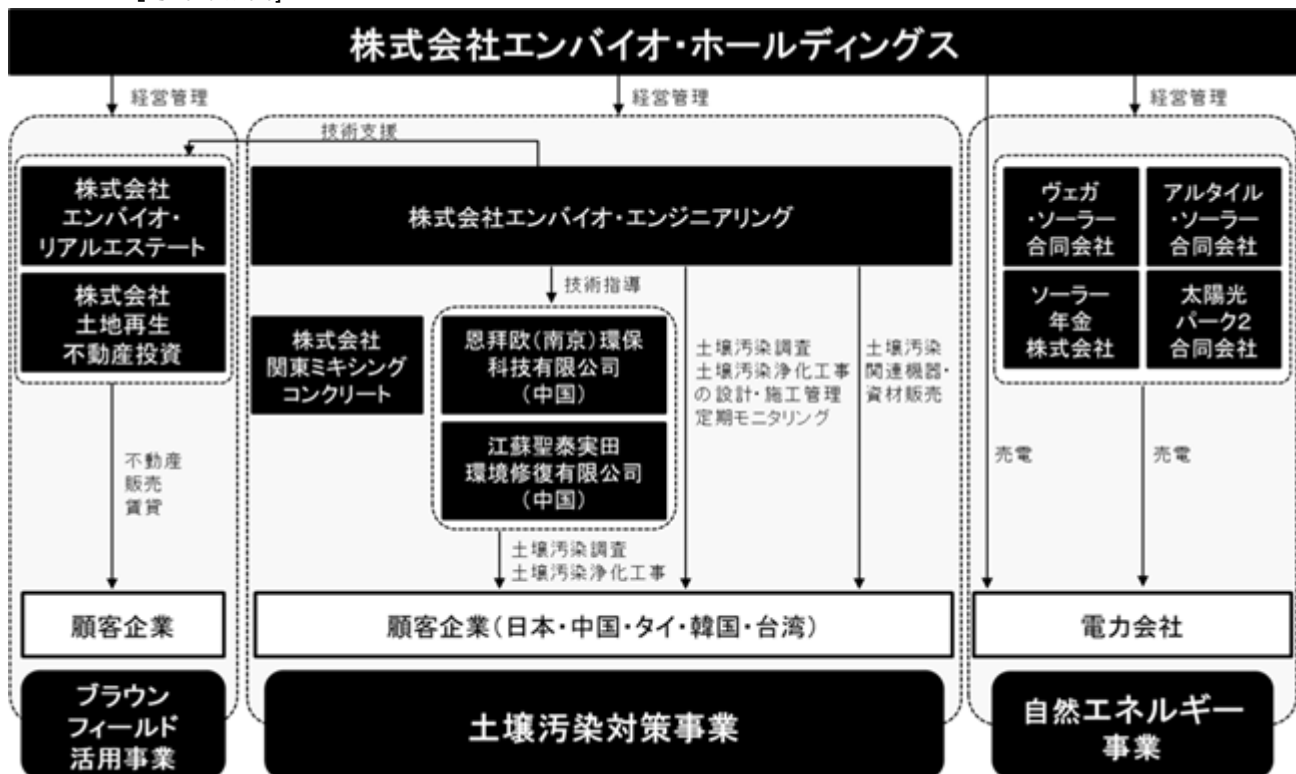 株式会社エンバイオ・ホールディングス
経営管理
経営管理
経営管理
技術支援
株式会社
エンバイオ・
リアルエステート
株式会社
土地再生
不動産投資
不動産
販売
賃貸
顧客企業
ブラウン
フィールド
活用事業
株式会社エンバイオ・エンジニアリング
技術指導
株式会社
関東ミキシング
コンクリート
恩拜欧(南京)環保
科技有限公司
(中国)
江蘇聖泰実田
環境修復有限公司
(中国)
土壌汚染調査
土壌汚染浄化工事
土壌汚染調査
土壌汚染浄化工事
の設計・施工管理
定期モニタリング
土壌汚染
関連機器・
資材販売
顧客企業(日本・中国・タイ・韓国・台湾)
土壌汚染対策事業
ヴェガ
・ソーラー
合同会社
アルタイル
・ソーラー
合同会社
ソーラー
年金
株式会社
太陽光
パーク2
合同会社
売電
売電
電力会社
自然エネルギー
事業